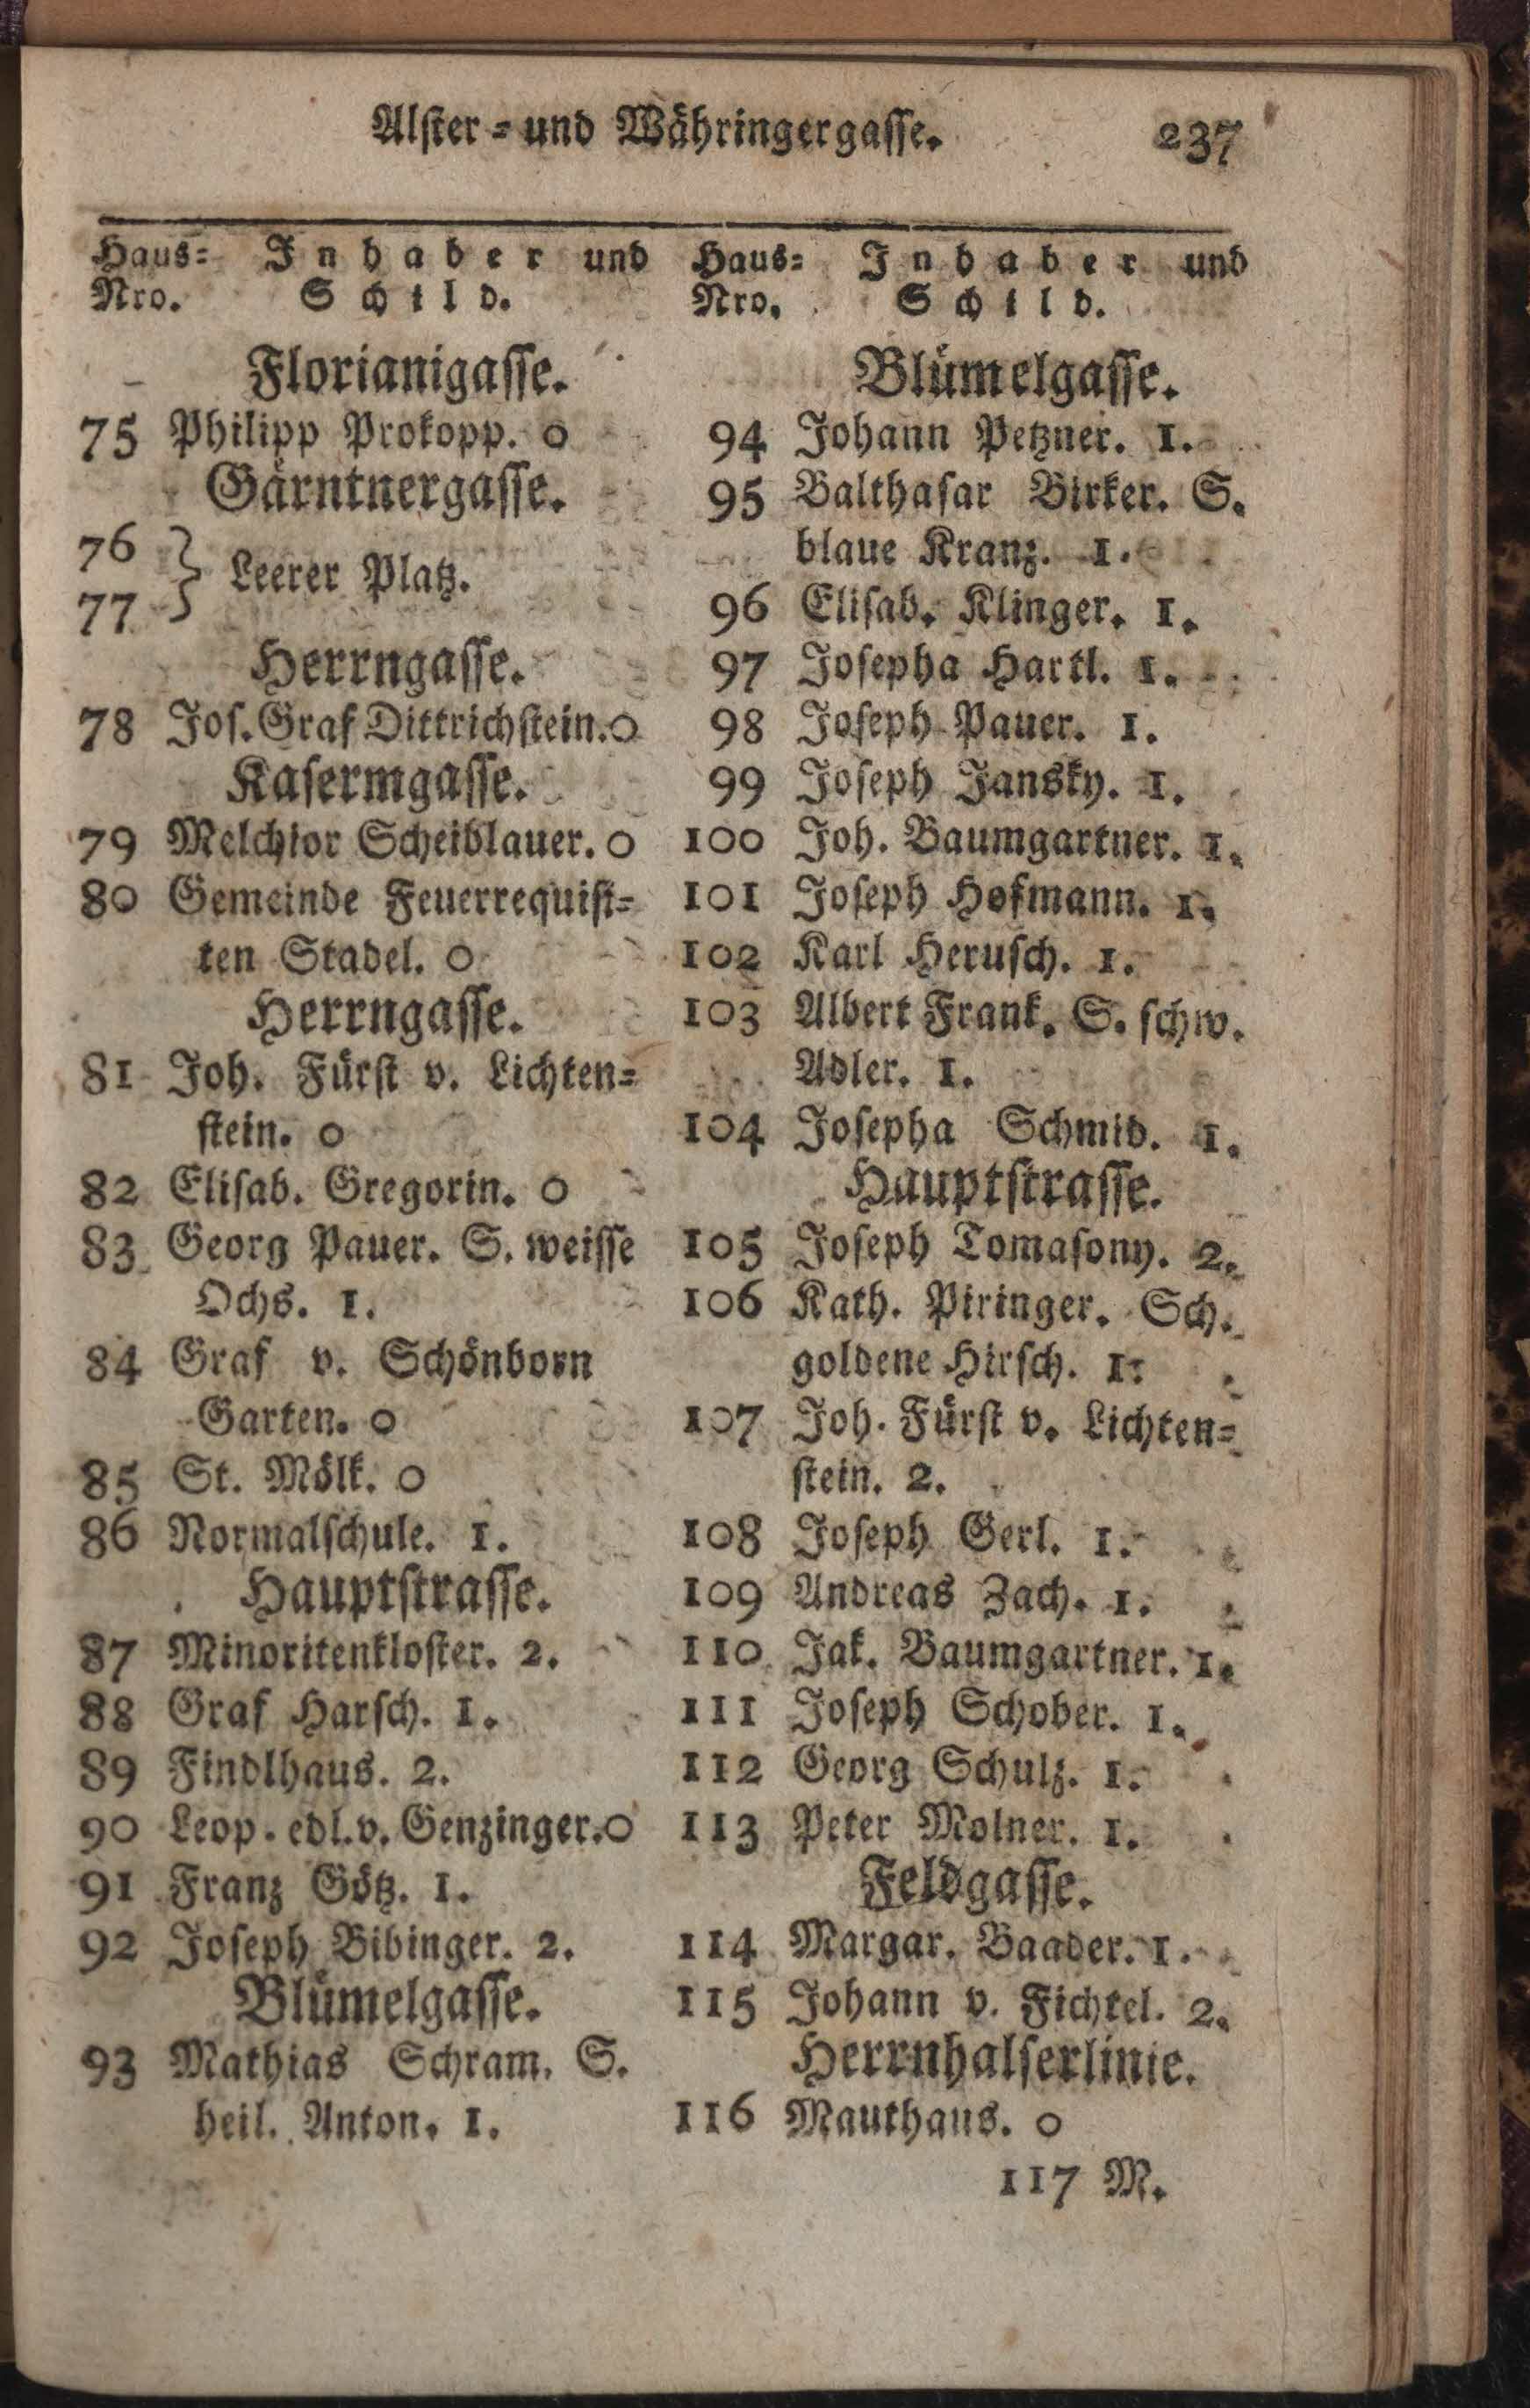 Alster- und Währingergasse. 237
Haus- Inhaber und
Nro. Schild.
Florianigasse.
75 Philipp Prokopp. 0
Gärntnergasse.
76
77 } Leerer Platz.
Herrngasse.
78 Jos. Graf Dittrichstein. 0
Kasermgasse.
79 Melchior Scheiblauer. 0
80 Gemeinde Feuerrequisi-
ten Stadel. 0
Herrngasse.
81 Joh. Fürst v. Lichten-
stein. 0
82 Elisab. Gregorin. 0
83 Georg Pauer. S. weisse
Ochs. 1.
84 Graf v. Schönborn
Garten. 0
85 St. Mölk. 0
86 Normalschule. 1.
Hauptstrasse.
87 Minoritenkloster. 2.
88 Graf Harsch. 1.
89 Findlhaus. 2.
90 Leop. edl. v. Genzinger. 0
91 Franz Götz. 1.
92 Joseph Bibinger. 2.
Blümelgasse.
93 Mathias Schram. S.
heil. Anton. 1.
Haus- Inhaber und
Nro. Schild.
Blümelgasse.
94 Johann Petzner. 1.
95 Balthasar Birker. S.
blaue Kranz. 1.
96 Elisab. Klinger. 1.
97 Josepha Hartl. 1.
98 Joseph Pauer. 1.
99 Joseph Jansky. 1.
100 Joh. Baumgartner. 1.
101 Joseph Hofmann. 1.
102 Karl Herusch. 1.
103 Albert Frank. S. schw.
Adler. 1.
104 Josepha Schmid. 1.
Hauptstrasse.
105 Joseph Tomasony. 2.
106 Kath. Piringer. Sch.
goldene Hirsch. 1.
107 Joh. Fürst v. Lichten-
stein. 2.
108 Joseph Gerl. 1.
109 Andreas Zach. 1.
110 Jak. Baumgartner. 1.
111 Joseph Schober. 1.
112 Georg Schulz. 1.
113 Peter Molner. 1.
Feldgasse.
114 Margar. Baader. 1.
115 Johann v. Fichtel. 2.
Herrnhalserlinie.
116 Mauthaus. 0
117 M.